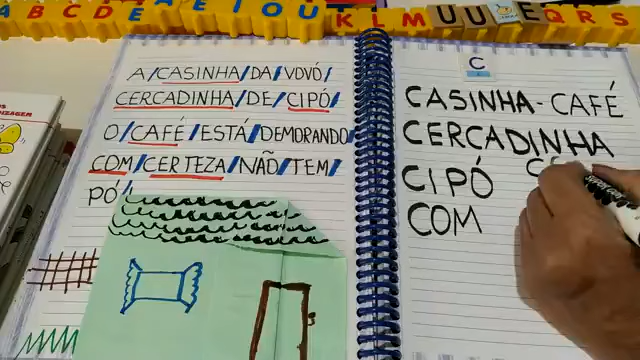 A B C D E A E I O U K L M U U E Q R S
A/CASINHA/DA/VOVÓ/
CERCADINHA/DE/CIPÓ/
O/CAFÉ/ESTÁ/DEMORANDO/
COM/CERTEZA/NÃO/TEM/
PÓ/
C
CASINHA - CAFÉ
CERCADINHA
CIPÓ
COM